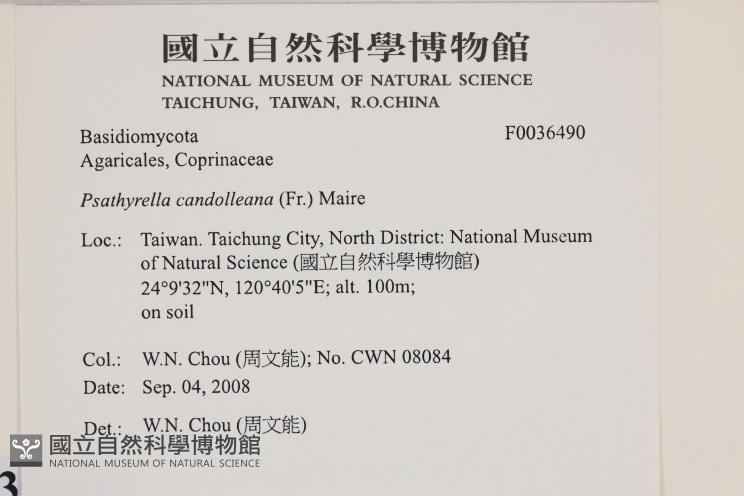 國立自然科學博物館
NATIONAL MUSEUM OF NATURAL SCIENCE
TAICHUNG, TAIWAN, R.O.CHINA
Basidiomycota F0036490
Agaricales, Coprinaceae
Psathyrella candolleana (Fr.) Maire
Loc.: Taiwan. Taichung City, North District: National Museum
of Natural Science (國立自然科學博物館)
24°9'32"N, 120°40'5"E; alt. 100m;
on soil
Col.: W.N. Chou (周文能); No. CWN 08084
Date: Sep. 04, 2008
Det.: W.N. Chou (周文能)
國立自然科學博物館
NATIONAL MUSEUM OF NATURAL SCIENCE
3